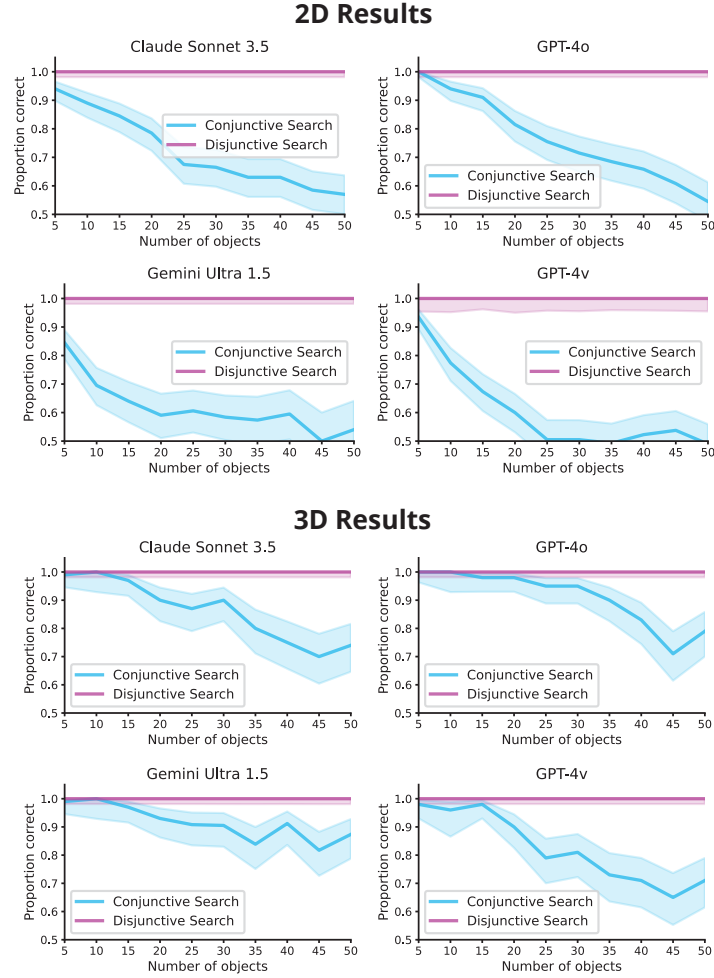 2D Results
Claude Sonnet 3.5
GPT-4o
Proportion correct
1.0
0.9
0.8
0.7
0.6
0.5
Conjunctive Search
Disjunctive Search
5 10 15 20 25 30 35 40 45 50
Number of objects
Proportion correct
1.0
0.9
0.8
0.7
0.6
0.5
Conjunctive Search
Disjunctive Search
5 10 15 20 25 30 35 40 45 50
Number of objects
Gemini Ultra 1.5
GPT-4v
Proportion correct
1.0
0.9
0.8
0.7
0.6
0.5
Conjunctive Search
Disjunctive Search
5 10 15 20 25 30 35 40 45 50
Number of objects
Proportion correct
1.0
0.9
0.8
0.7
0.6
0.5
Conjunctive Search
Disjunctive Search
5 10 15 20 25 30 35 40 45 50
Number of objects
3D Results
Claude Sonnet 3.5
GPT-4o
Proportion correct
1.0
0.9
0.8
0.7
0.6
0.5
Conjunctive Search
Disjunctive Search
5 10 15 20 25 30 35 40 45 50
Number of objects
Proportion correct
1.0
0.9
0.8
0.7
0.6
0.5
Conjunctive Search
Disjunctive Search
5 10 15 20 25 30 35 40 45 50
Number of objects
Gemini Ultra 1.5
GPT-4v
Proportion correct
1.0
0.9
0.8
0.7
0.6
0.5
Conjunctive Search
Disjunctive Search
5 10 15 20 25 30 35 40 45 50
Number of objects
Proportion correct
1.0
0.9
0.8
0.7
0.6
0.5
Conjunctive Search
Disjunctive Search
5 10 15 20 25 30 35 40 45 50
Number of objects